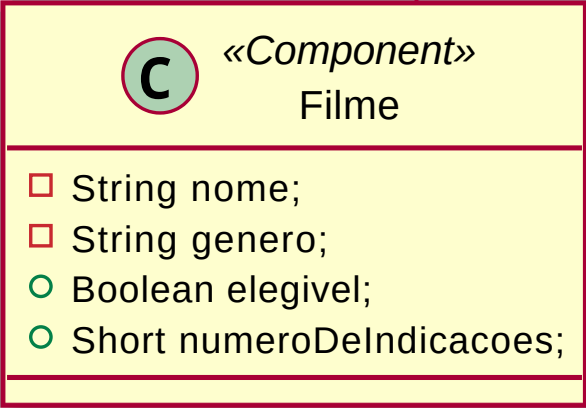 C
«Component»
Filme
String nome;
String genero;
Boolean elegivel;
Short numeroDeIndicacoes;